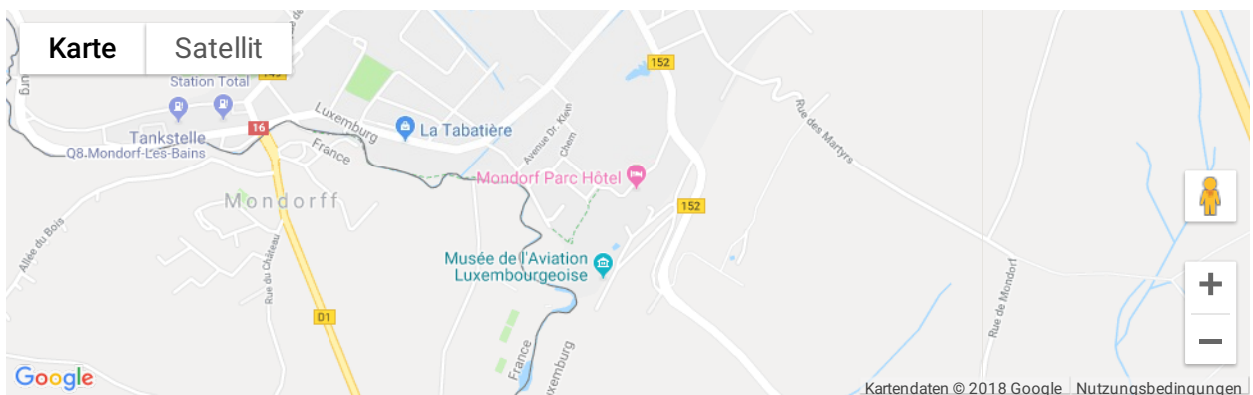 Karte
Satellit
152
Station Total
16
Luxemburg
France
La Tabatière
Avenue Dr. Klein
Chem
Rue des Martyrs
Tankstelle
Q8.Mondorf-Les-Bains
Mondorf Parc Hôtel
Mondorff
152
Allée du Bois
Rue du Château
Musée de l'Aviation
Luxembourgeoise
D1
Rue de Mondorf
France
Google
Kartendaten © 2018 Google
Nutzungsbedingungen